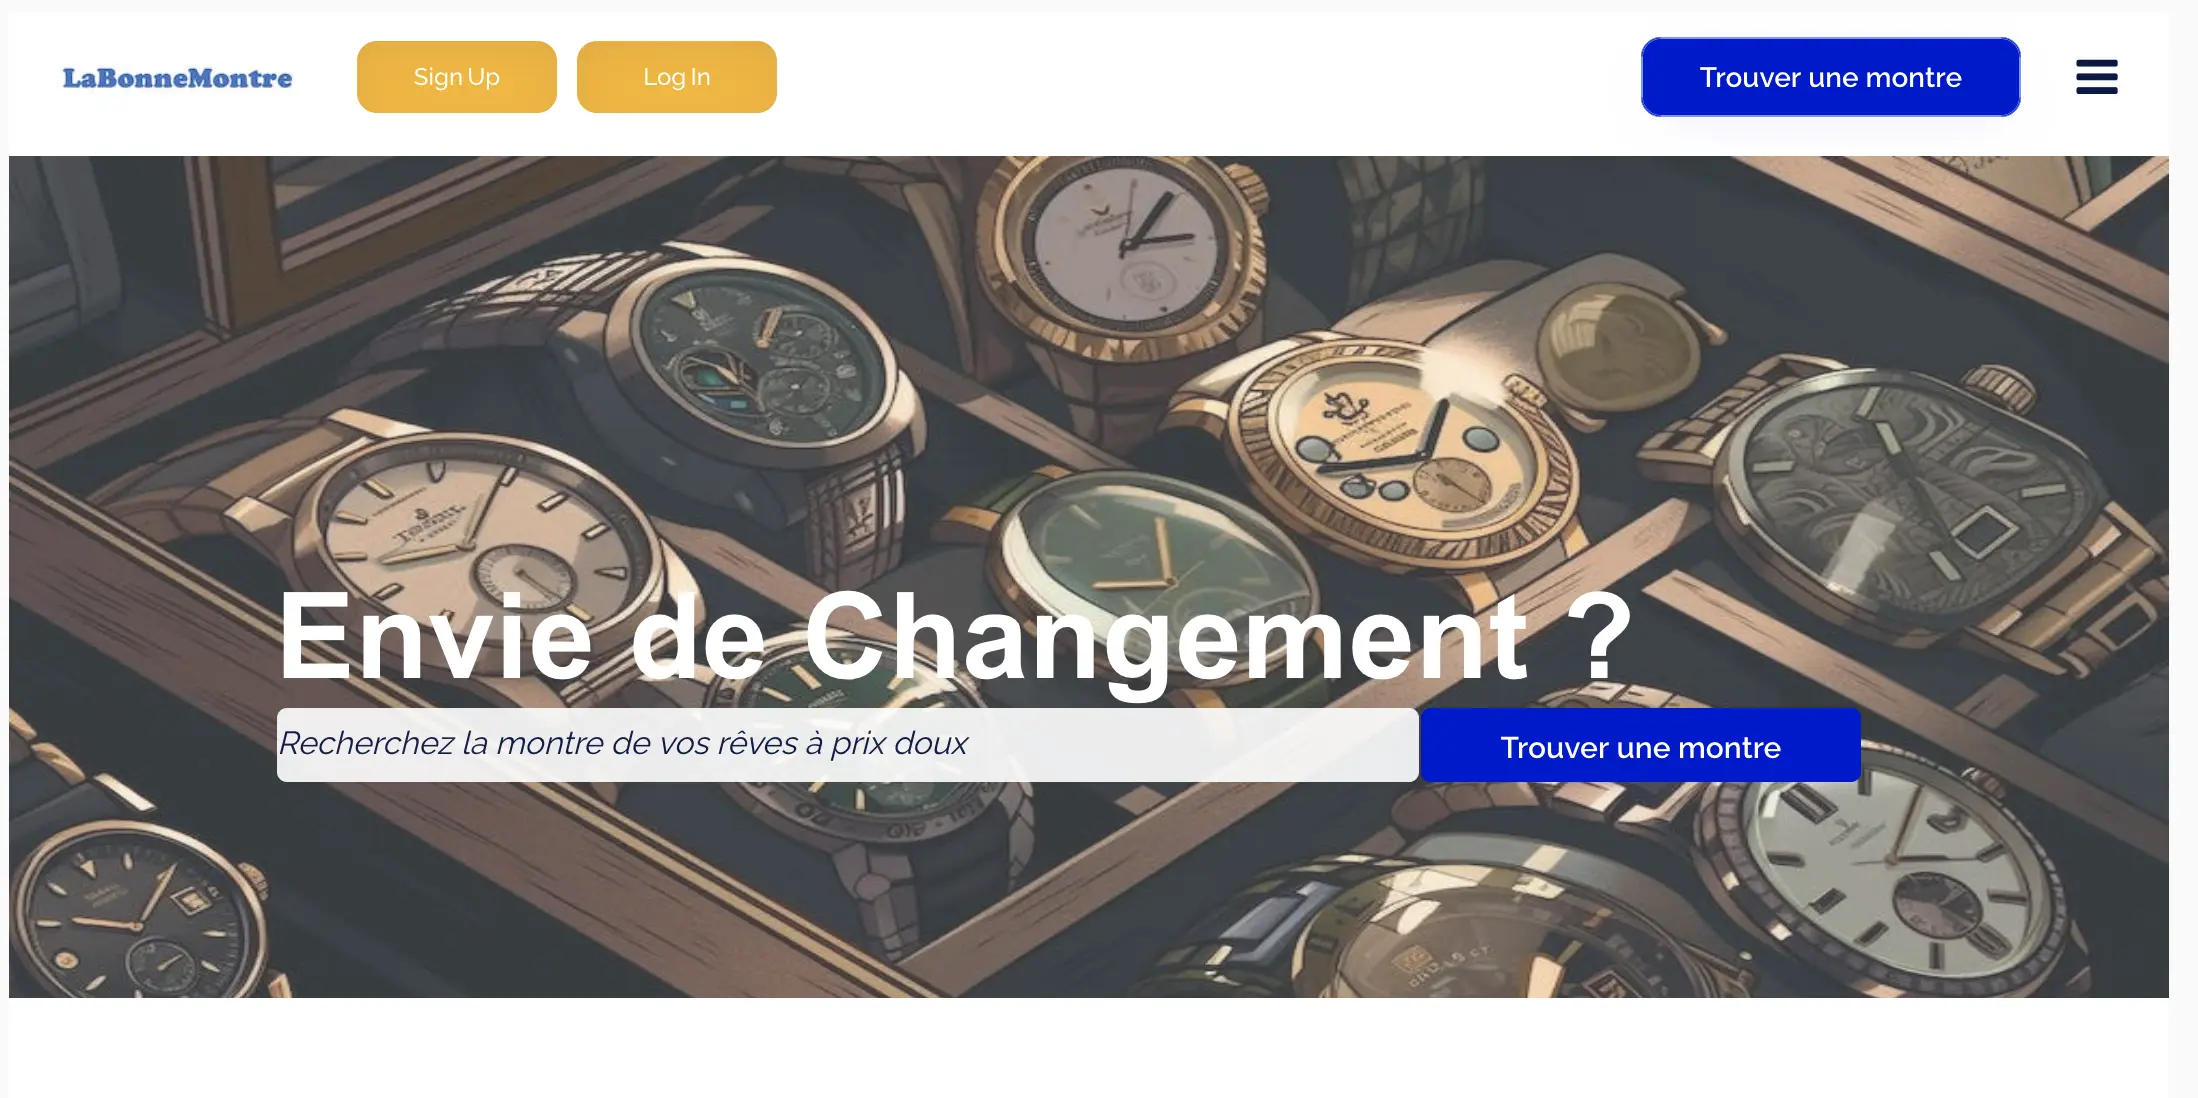 LaBonneMontre
Sign Up
Log In
Trouver une montre
Envie de Changement ?
Recherchez la montre de vos rêves à prix doux
Trouver une montre